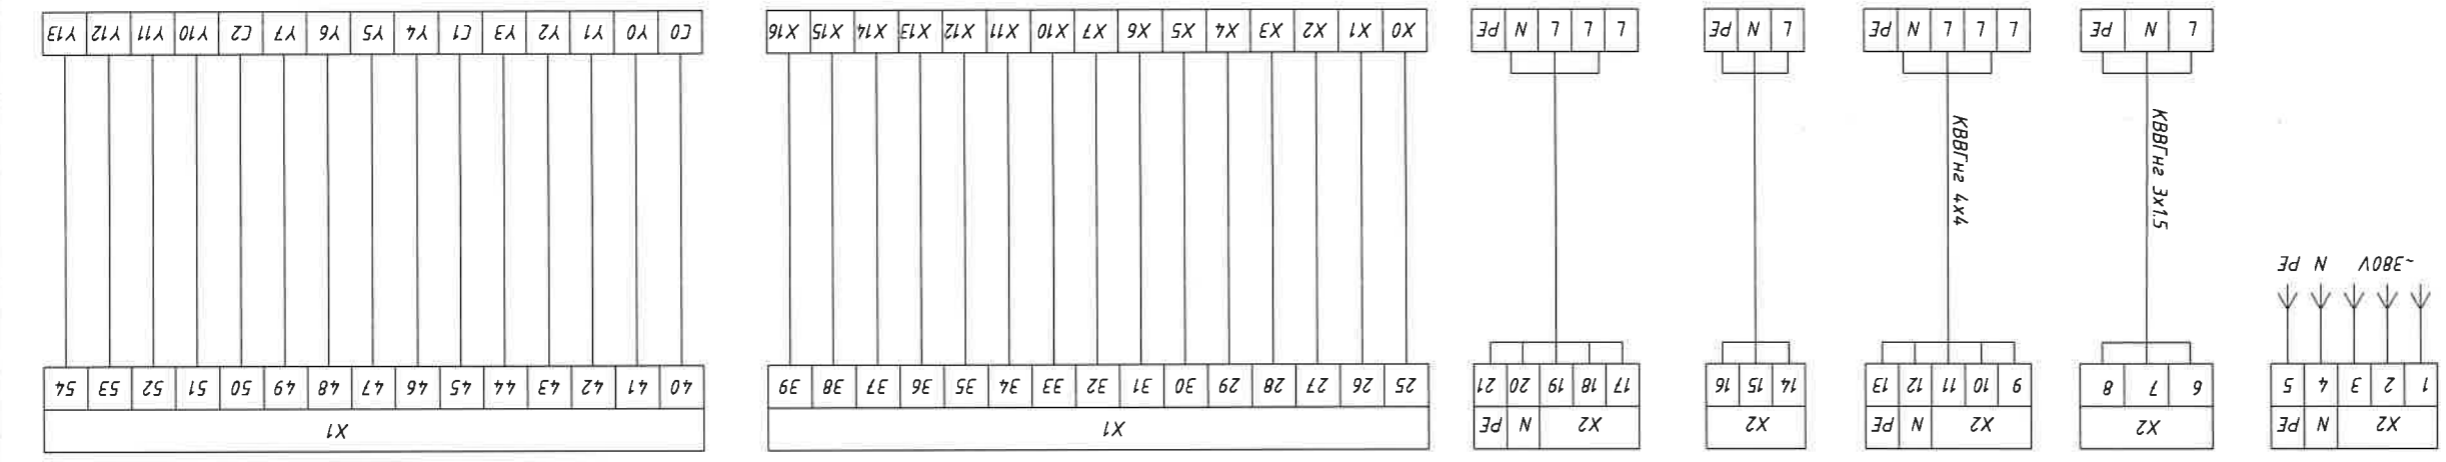 X2 N PE X2 X2 N PE X2 X2 N PE X1 X1
1 2 3 4 5 6 7 8 9 10 11 12 13 14 15 16 17 18 19 20 21 25 26 27 28 29 30 31 32 33 34 35 36 37 38 39 40 41 42 43 44 45 46 47 48 49 50 51 52 53 54
~380V N PE
КВВГнг 3x1.5
КВВГнг 4x4
L N PE L L L N PE L N PE L L L N PE X0 X1 X2 X3 X4 X5 X6 X7 X10 X11 X12 X13 X14 X15 X16 C0 Y0 Y1 Y2 Y3 C1 Y4 Y5 Y6 Y7 C2 Y10 Y11 Y12 Y13